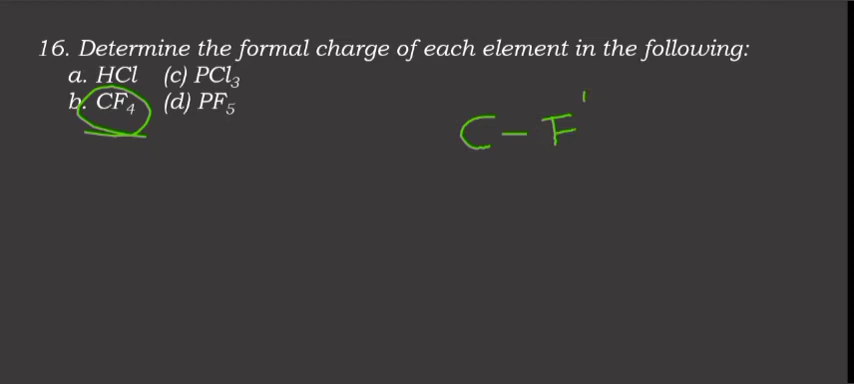 16. Determine the formal charge of each element in the following:
a. HCl (c) PCl₃
b. CF₄ (d) PF₅
C – F'